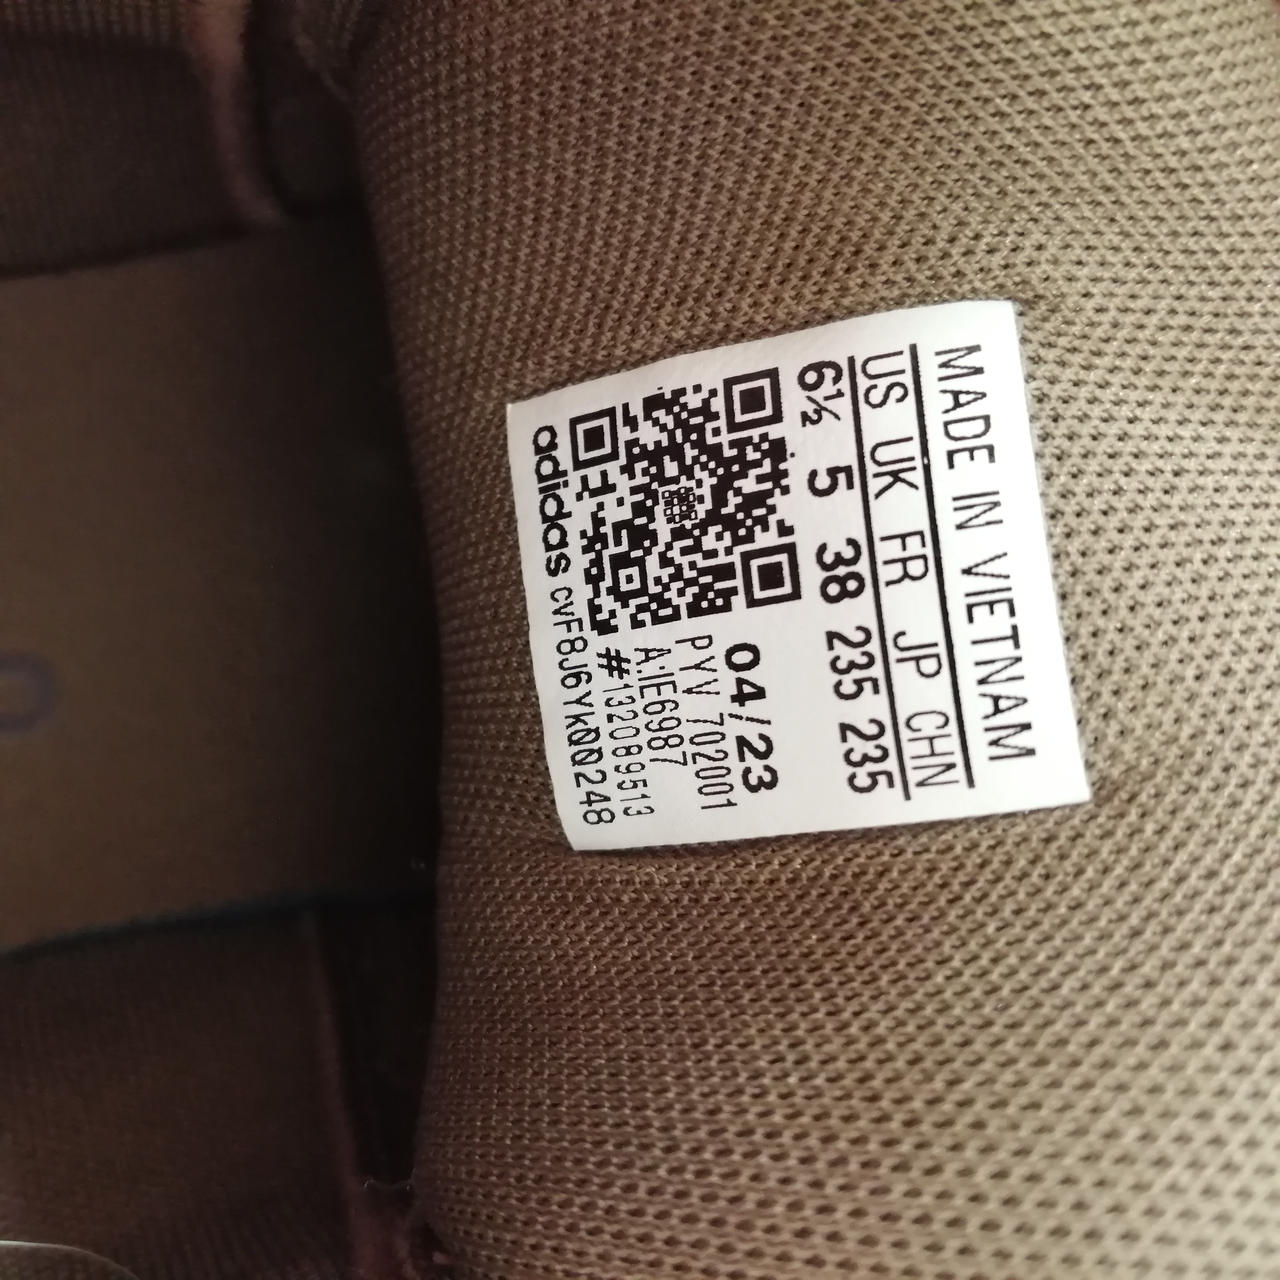 MADE IN VIETNAM
US UK FR JP CHN
6½ 5 38 235 235
04/23
PYV 702001
A:IE6987
#132089513
adidas CVF8J6YK00248